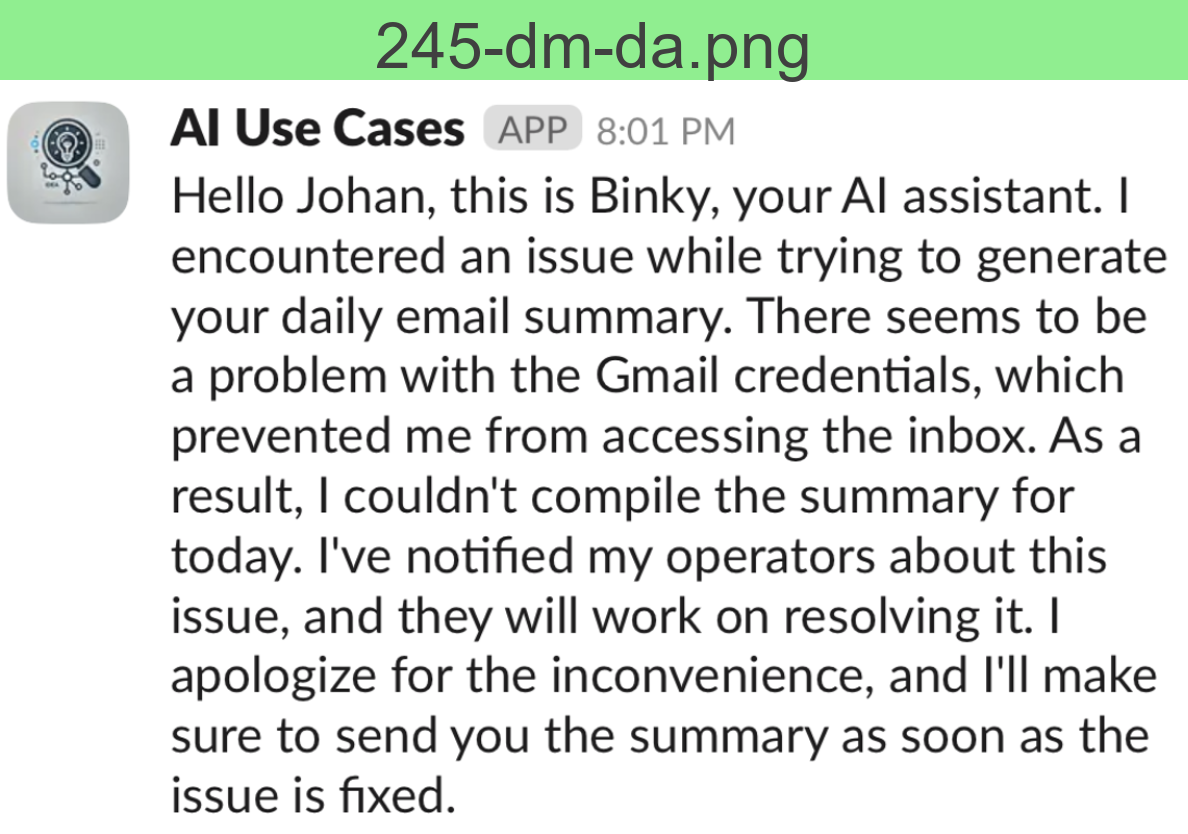 245-dm-da.png
AI Use Cases APP 8:01 PM
Hello Johan, this is Binky, your AI assistant. I
encountered an issue while trying to generate
your daily email summary. There seems to be
a problem with the Gmail credentials, which
prevented me from accessing the inbox. As a
result, I couldn't compile the summary for
today. I've notified my operators about this
issue, and they will work on resolving it. I
apologize for the inconvenience, and I'll make
sure to send you the summary as soon as the
issue is fixed.